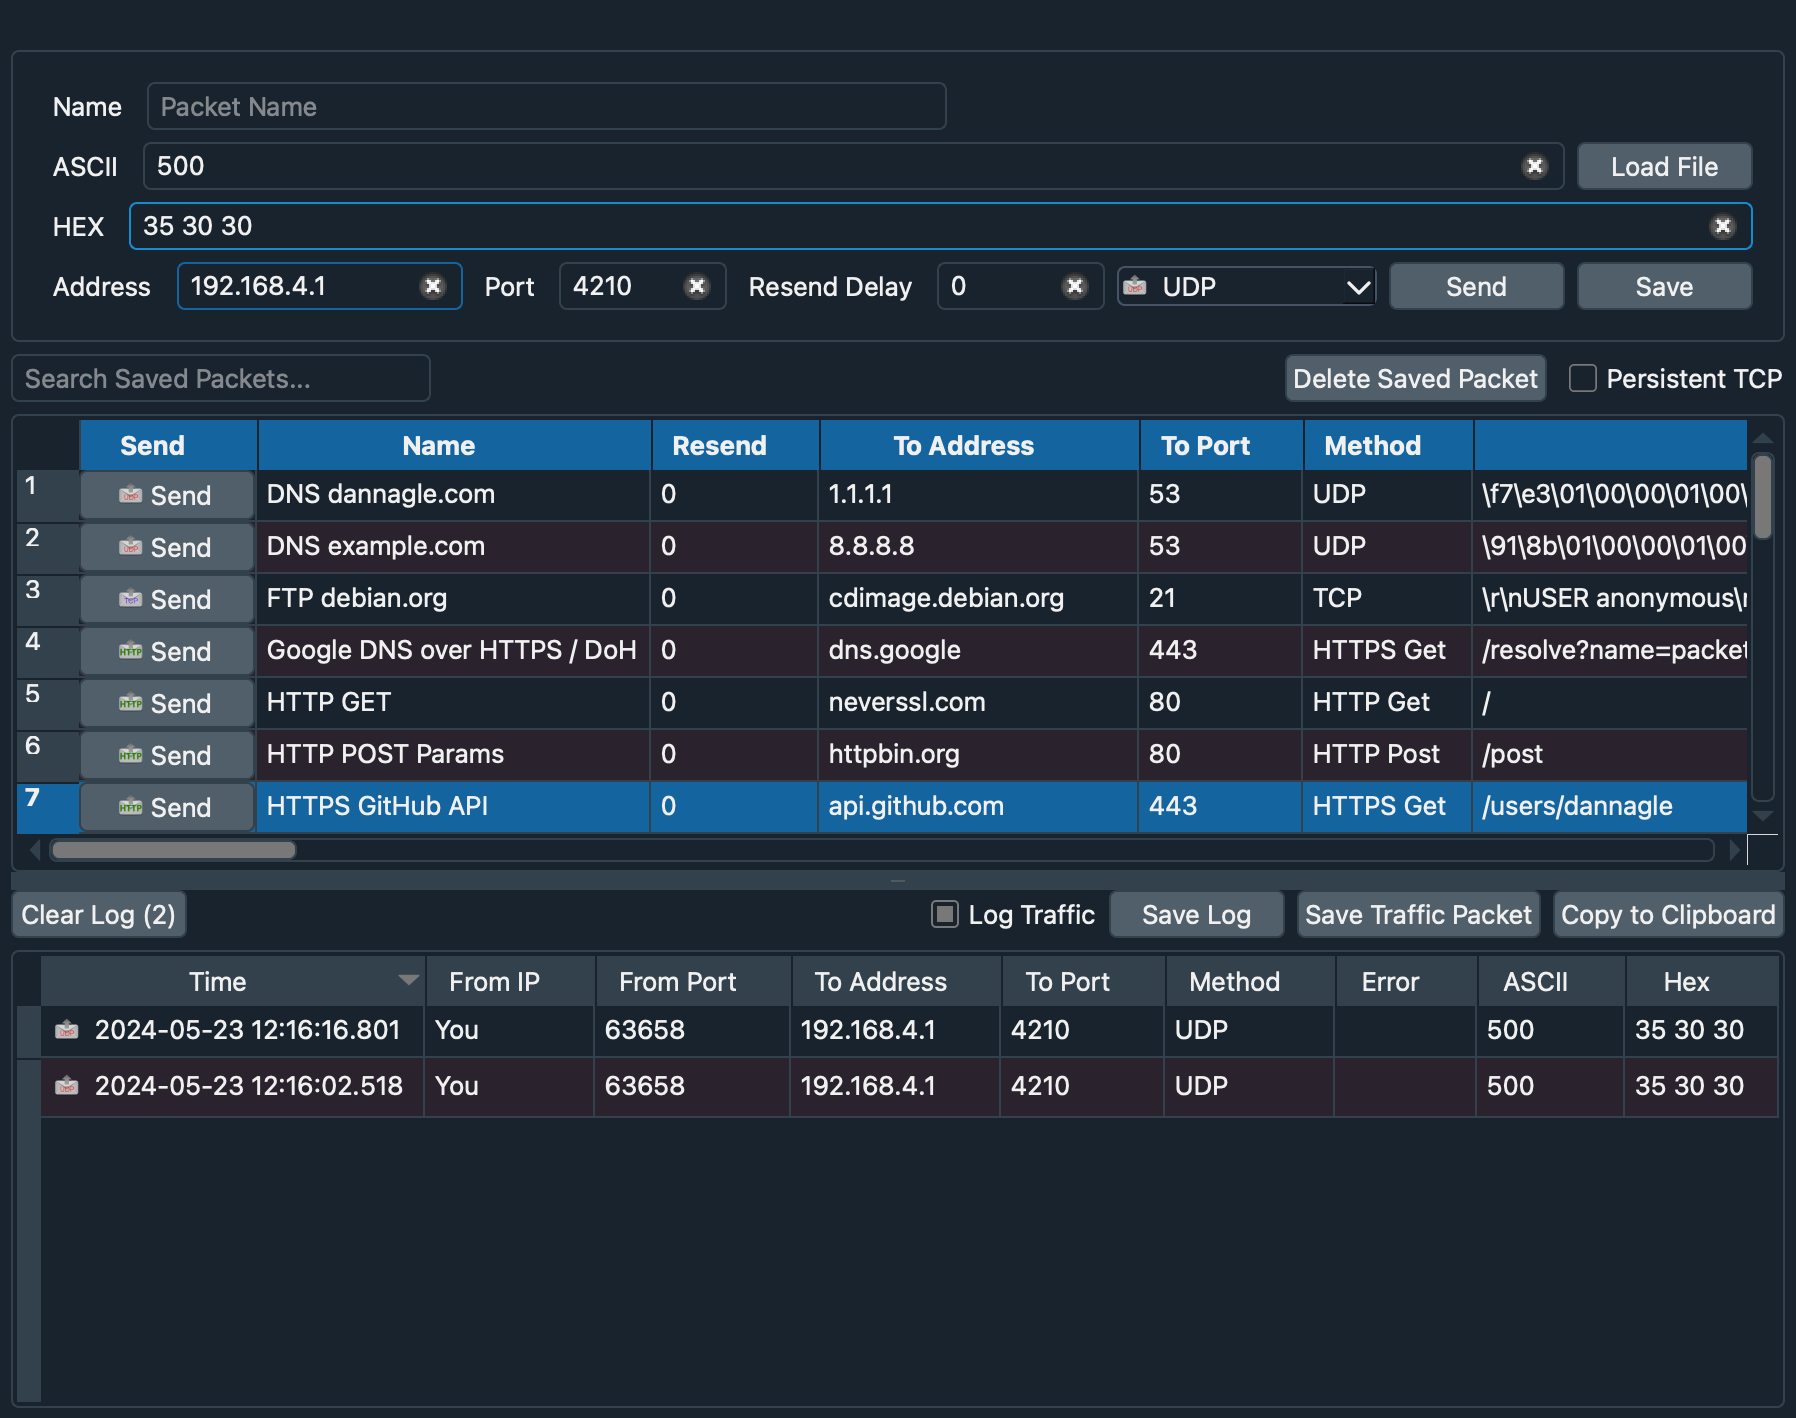 Name Packet Name
ASCII 500 Load File
HEX 35 30 30
Address 192.168.4.1 Port 4210 Resend Delay 0 UDP Send Save
Search Saved Packets... Delete Saved Packet Persistent TCP
Send Name Resend To Address To Port Method
1 Send DNS dannagle.com 0 1.1.1.1 53 UDP \f7\e3\01\00\00\01\00\
2 Send DNS example.com 0 8.8.8.8 53 UDP \91\8b\01\00\00\01\00
3 Send FTP debian.org 0 cdimage.debian.org 21 TCP \r\nUSER anonymous\
4 Send Google DNS over HTTPS / DoH 0 dns.google 443 HTTPS Get /resolve?name=packet
5 Send HTTP GET 0 neverssl.com 80 HTTP Get /
6 Send HTTP POST Params 0 httpbin.org 80 HTTP Post /post
7 Send HTTPS GitHub API 0 api.github.com 443 HTTPS Get /users/dannagle
Clear Log (2) Log Traffic Save Log Save Traffic Packet Copy to Clipboard
Time From IP From Port To Address To Port Method Error ASCII Hex
2024-05-23 12:16:16.801 You 63658 192.168.4.1 4210 UDP 500 35 30 30
2024-05-23 12:16:02.518 You 63658 192.168.4.1 4210 UDP 500 35 30 30